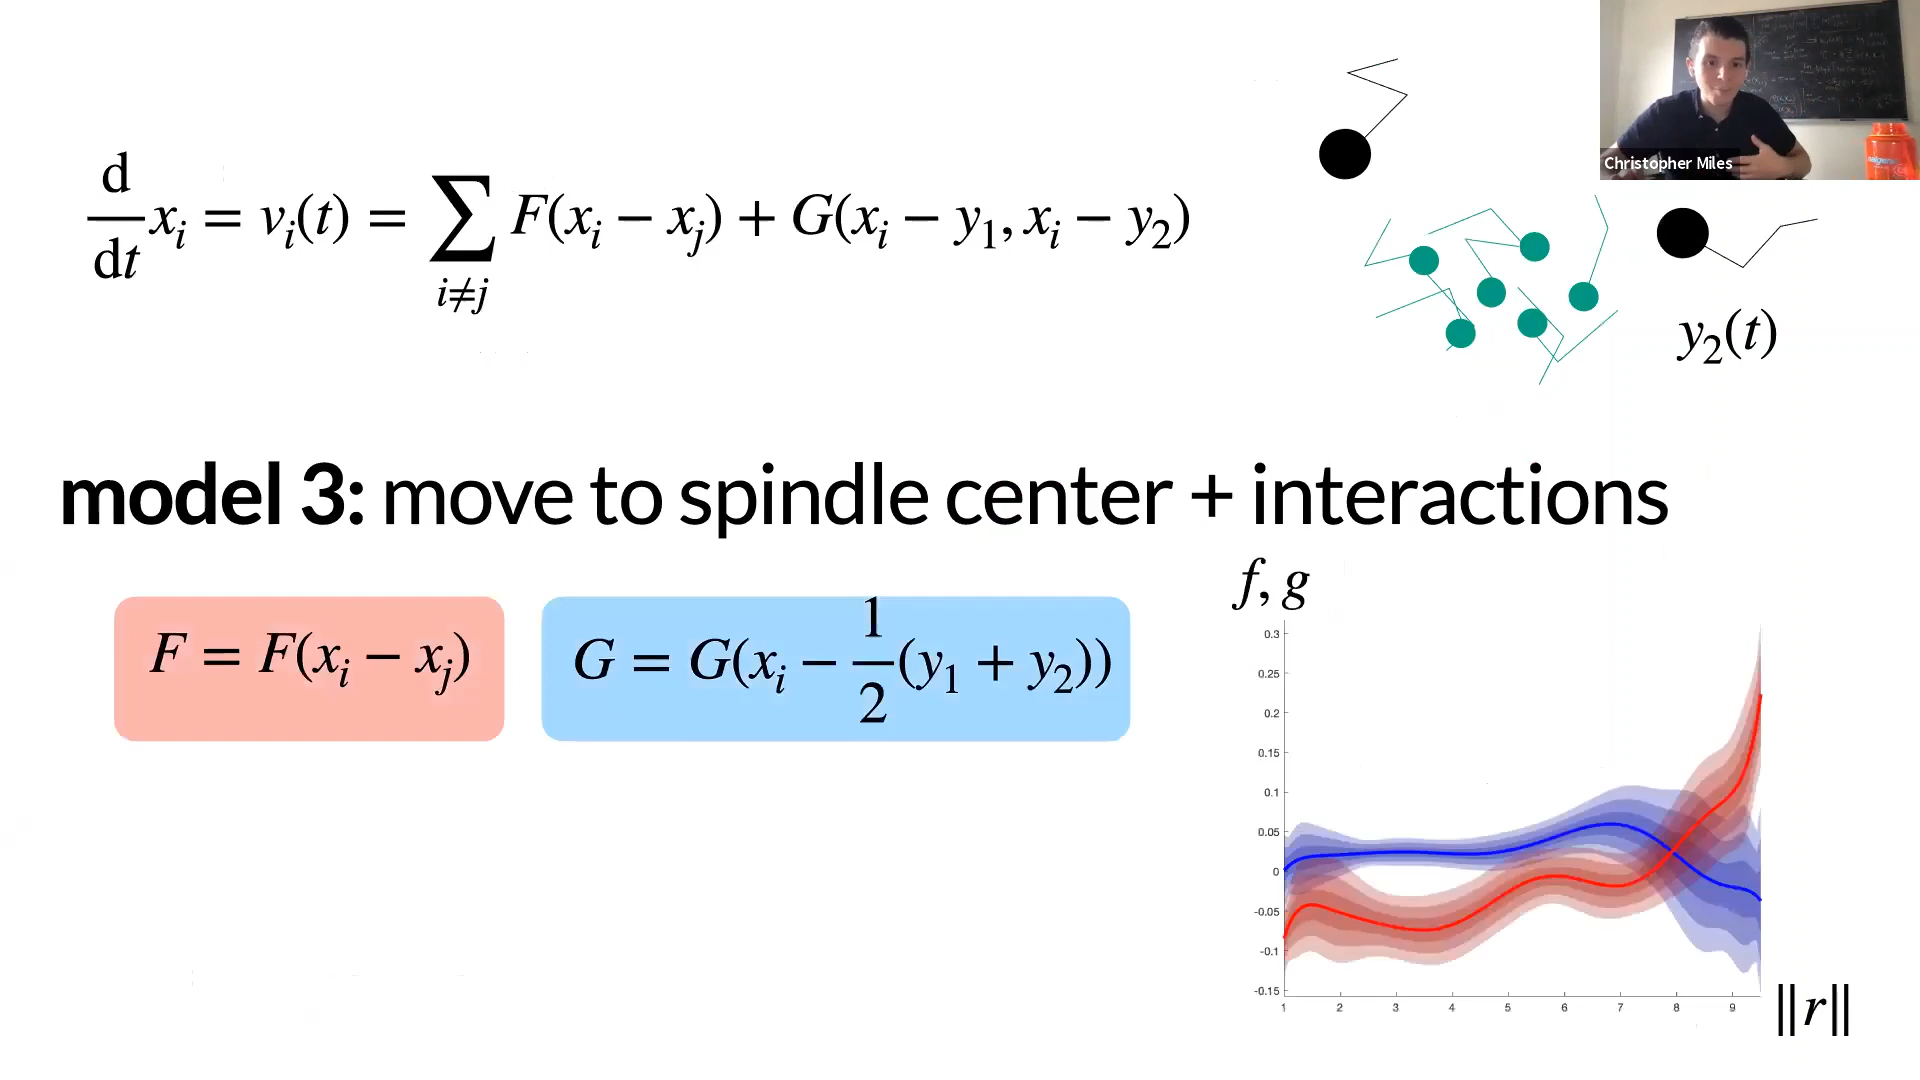 d/dt x_i = v_i(t) = ∑_{i≠j} F(x_i − x_j) + G(x_i − y_1, x_i − y_2)
Christopher Miles
y_2(t)
model 3: move to spindle center + interactions
F = F(x_i − x_j)
G = G(x_i − 1/2(y_1 + y_2))
f, g
0.3
0.25
0.2
0.15
0.1
0.05
0
-0.05
-0.1
-0.15
1 2 3 4 5 6 7 8 9
||r||